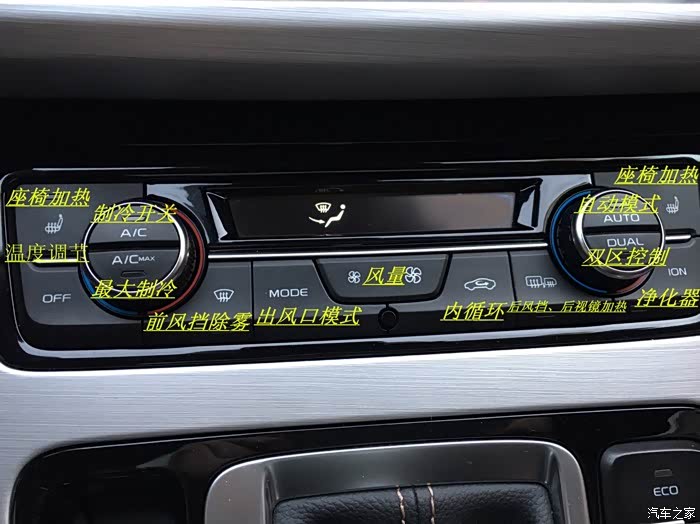 座椅加热
座椅加热
制冷开关
自动模式
A/C
AUTO
温度调节
A/CMAX
DUAL
双区控制
OFF
最大制冷
MODE
风量
ION
前风挡除雾
出风口模式
内循环
后风挡、后视镜加热
净化器
ECO
汽车之家